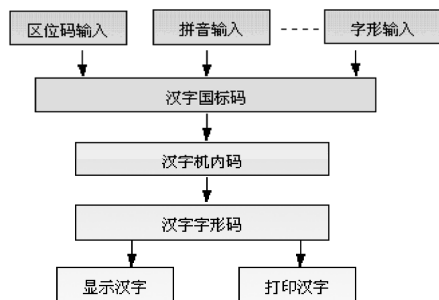 区位码输入 拼音输入 字形输入
汉字国标码
汉字机内码
汉字字形码
显示汉字 打印汉字